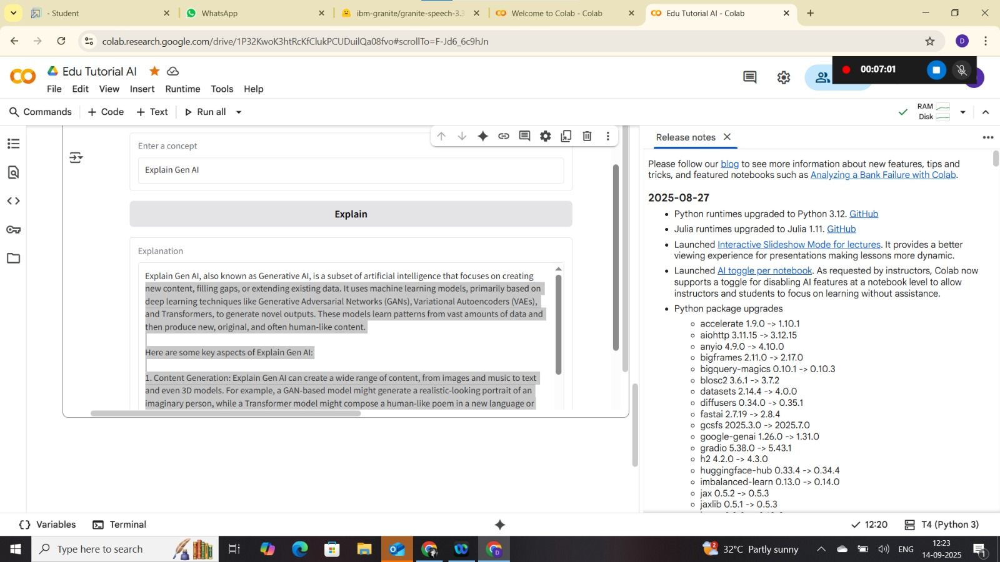 - Student
WhatsApp
ibm-granite/granite-speech-3.3
Welcome to Colab - Colab
Edu Tutorial AI - Colab
colab.research.google.com/drive/1P32KwoK3htRcKfClukPCUDuilQa08fvo#scrollTo=F-Jd6_6c9hJn
D
Edu Tutorial AI
00:07:01
File Edit View Insert Runtime Tools Help
Commands + Code + Text Run all
RAM
Disk
Enter a concept
Explain Gen AI
Explain
Explanation
Explain Gen AI, also known as Generative AI, is a subset of artificial intelligence that focuses on creating
new content, filling gaps, or extending existing data. It uses machine learning models, primarily based on
deep learning techniques like Generative Adversarial Networks (GANs), Variational Autoencoders (VAEs),
and Transformers, to generate novel outputs. These models learn patterns from vast amounts of data and
then produce new, original, and often human-like content.
Here are some key aspects of Explain Gen AI:
1. Content Generation: Explain Gen AI can create a wide range of content, from images and music to text
and even 3D models. For example, a GAN-based model might generate a realistic-looking portrait of an
imaginary person, while a Transformer model might compose a human-like poem in a new language or
Release notes
Please follow our blog to see more information about new features, tips and
tricks, and featured notebooks such as Analyzing a Bank Failure with Colab.
2025-08-27
Python runtimes upgraded to Python 3.12. GitHub
Julia runtimes upgraded to Julia 1.11. GitHub
Launched Interactive Slideshow Mode for lectures. It provides a better
viewing experience for presentations making lessons more dynamic.
Launched AI toggle per notebook. As requested by instructors, Colab now
supports a toggle for disabling AI features at a notebook level to allow
instructors and students to focus on learning without assistance.
Python package upgrades
accelerate 1.9.0 -> 1.10.1
aiohttp 3.11.15 -> 3.12.15
anyio 4.9.0 -> 4.10.0
bigframes 2.11.0 -> 2.17.0
bigquery-magics 0.10.1 -> 0.10.3
blosc2 3.6.1 -> 3.7.2
datasets 2.14.4 -> 4.0.0
diffusers 0.34.0 -> 0.35.1
fastai 2.7.19 -> 2.8.4
gcsfs 2025.3.0 -> 2025.7.0
google-genai 1.26.0 -> 1.31.0
gradio 5.38.0 -> 5.43.1
h2 4.2.0 -> 4.3.0
huggingface-hub 0.33.4 -> 0.34.4
imbalanced-learn 0.13.0 -> 0.14.0
jax 0.5.2 -> 0.5.3
jaxlib 0.5.1 -> 0.5.3
Variables Terminal
12:20 T4 (Python 3)
Type here to search
32°C Partly sunny
ENG
12:23
14-09-2025